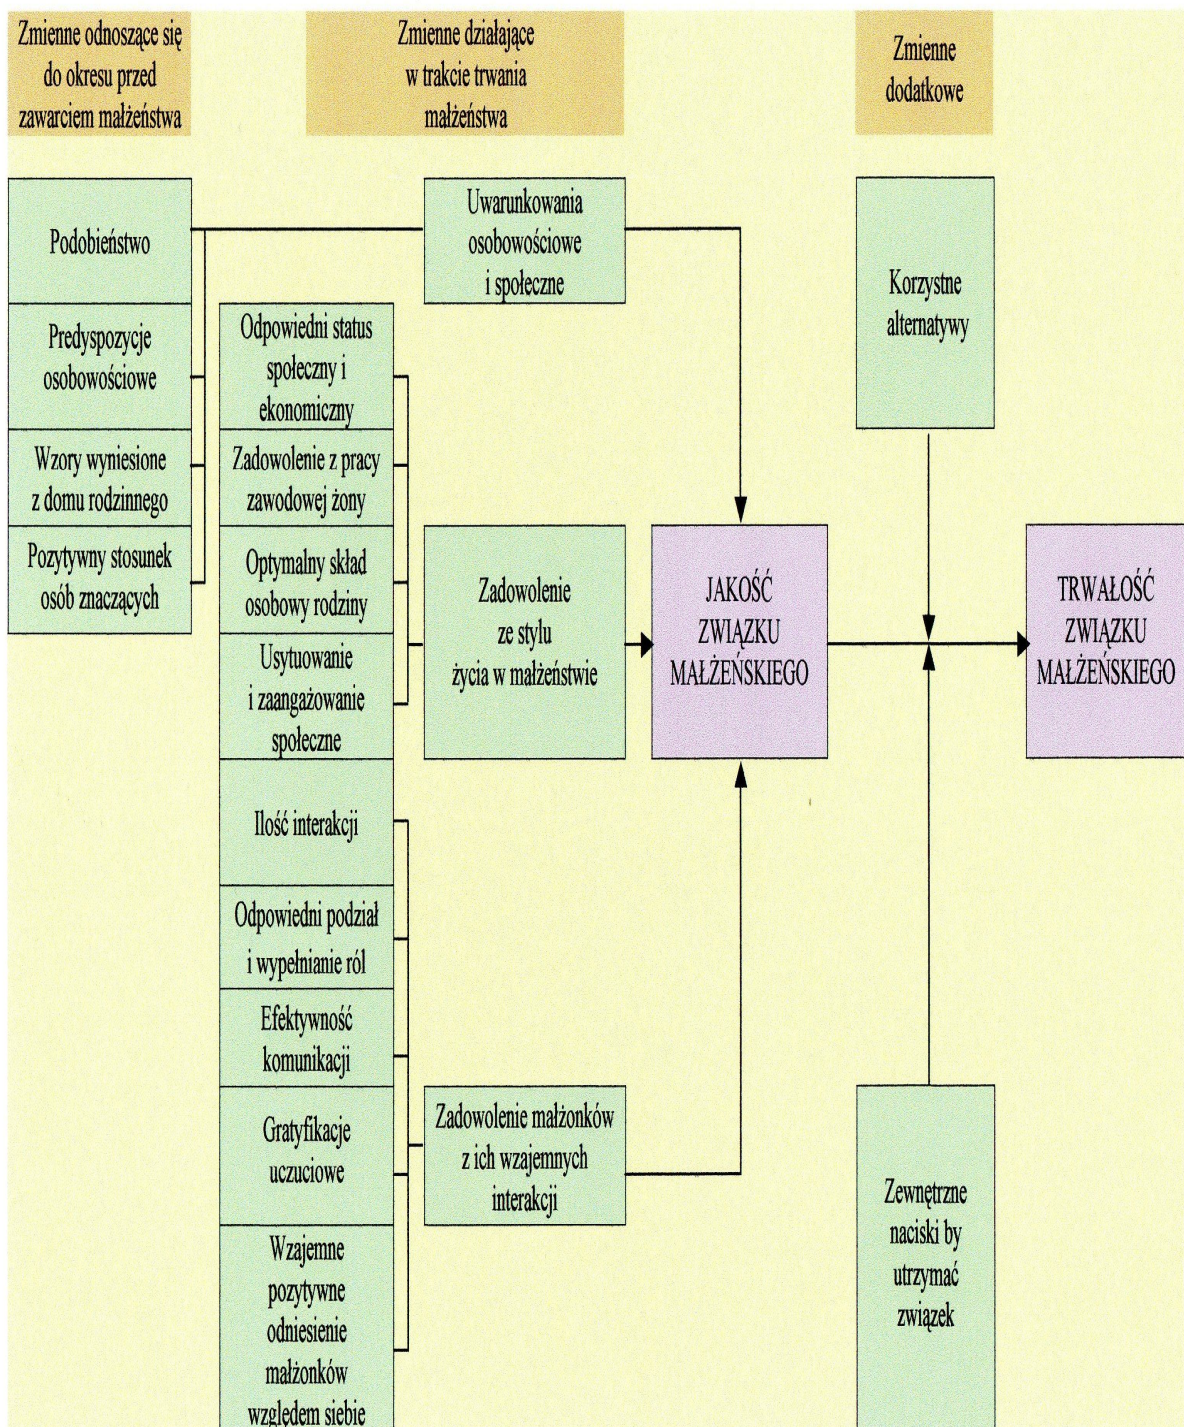 Zmienne odnoszące się
do okresu przed
zawarciem małżeństwa
Zmienne działające
w trakcie trwania
małżeństwa
Zmienne
dodatkowe
Podobieństwo
Predyspozycje
osobowościowe
Wzory wyniesione
z domu rodzinnego
Pozytywny stosunek
osób znaczących
Odpowiedni status
społeczny i
ekonomiczny
Zadowolenie z pracy
zawodowej żony
Optymalny skład
osobowy rodziny
Usytuowanie
i zaangażowanie
społeczne
Ilość interakcji
Odpowiedni podział
i wypełnianie ról
Efektywność
komunikacji
Gratyfikacje
uczuciowe
Wzajemne
pozytywne
odniesienie
małżonków
względem siebie
Uwarunkowania
osobowościowe
i społeczne
Zadowolenie
ze stylu
życia w małżeństwie
Zadowolenie małżonków
z ich wzajemnych
interakcji
JAKOŚĆ
ZWIĄZKU
MAŁŻEŃSKIEGO
Korzystne
alternatywy
Zewnętrzne
naciski by
utrzymać
związek
TRWAŁOŚĆ
ZWIĄZKU
MAŁŻEŃSKIEGO